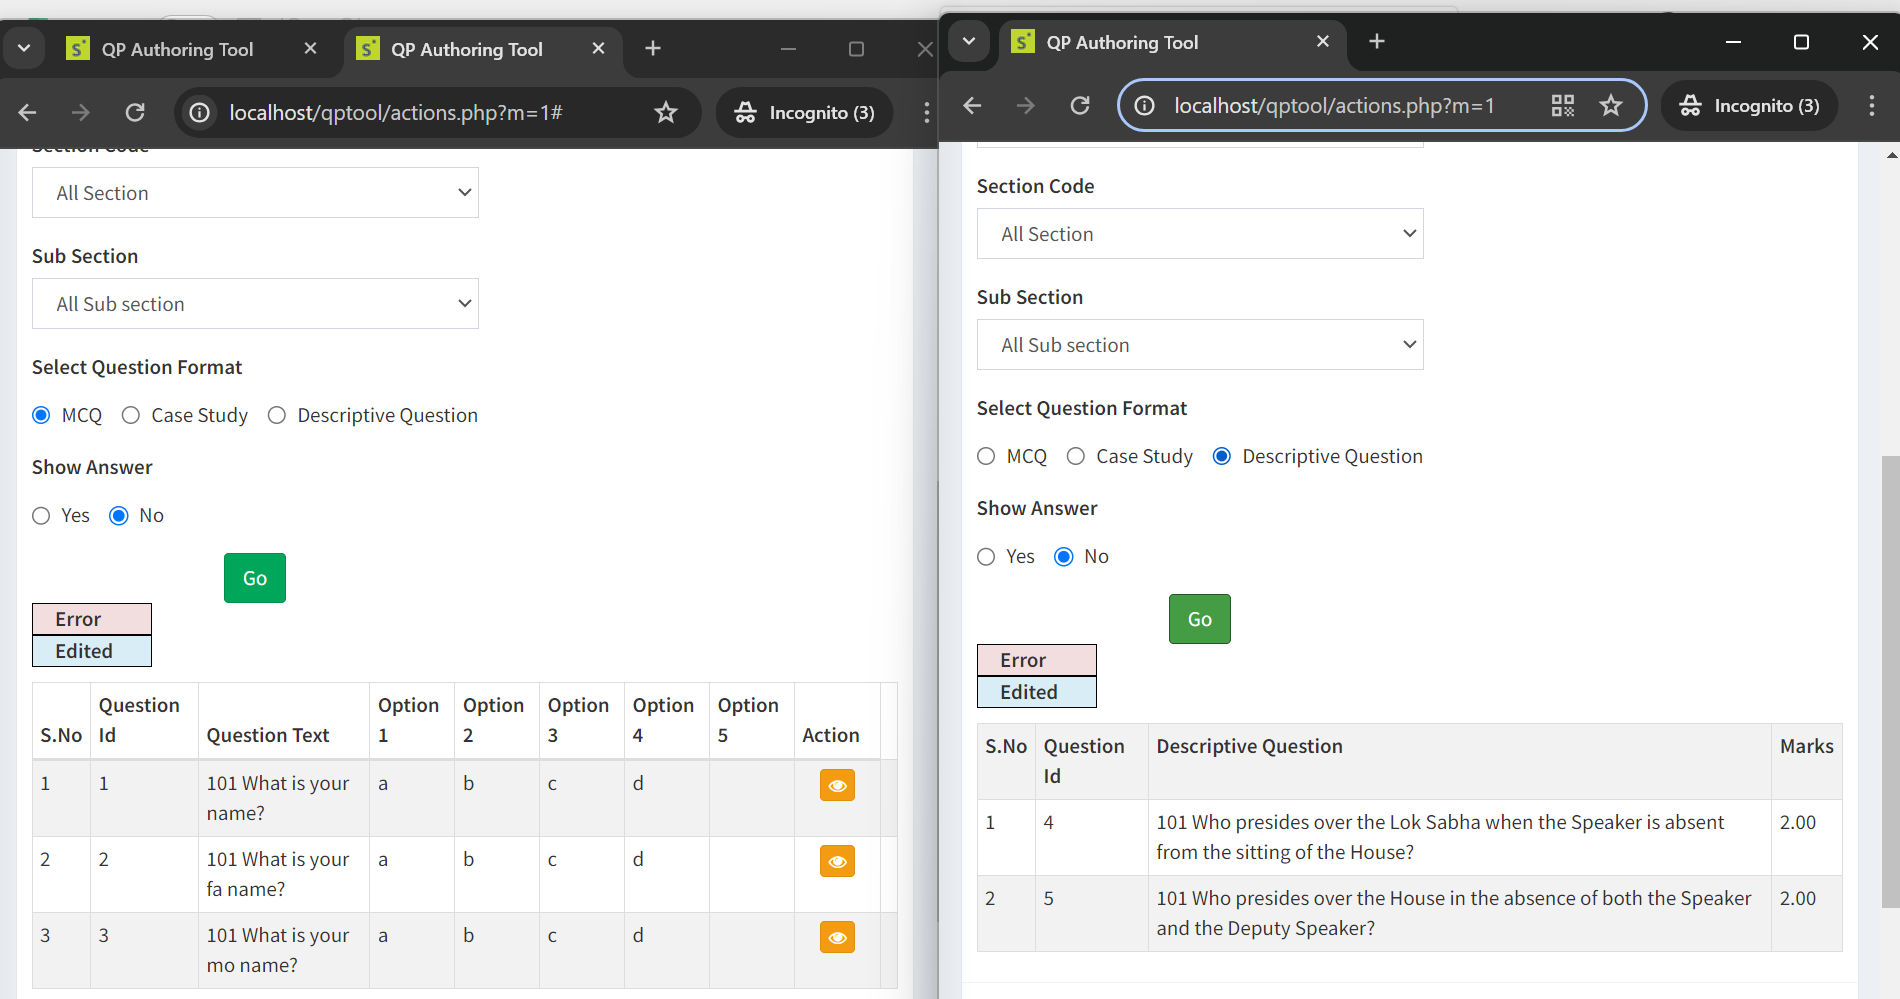 QP Authoring Tool
QP Authoring Tool
localhost/qptool/actions.php?m=1#
Incognito (3)
Section Code
All Section
Sub Section
All Sub section
Select Question Format
MCQ Case Study Descriptive Question
Show Answer
Yes No
Go
Error
Edited
S.No Question Id Question Text Option 1 Option 2 Option 3 Option 4 Option 5 Action
1 1 101 What is your name? a b c d
2 2 101 What is your fa name? a b c d
3 3 101 What is your mo name? a b c d
QP Authoring Tool
localhost/qptool/actions.php?m=1
Incognito (3)
Section Code
All Section
Sub Section
All Sub section
Select Question Format
MCQ Case Study Descriptive Question
Show Answer
Yes No
Go
Error
Edited
S.No Question Id Descriptive Question Marks
1 4 101 Who presides over the Lok Sabha when the Speaker is absent from the sitting of the House? 2.00
2 5 101 Who presides over the House in the absence of both the Speaker and the Deputy Speaker? 2.00